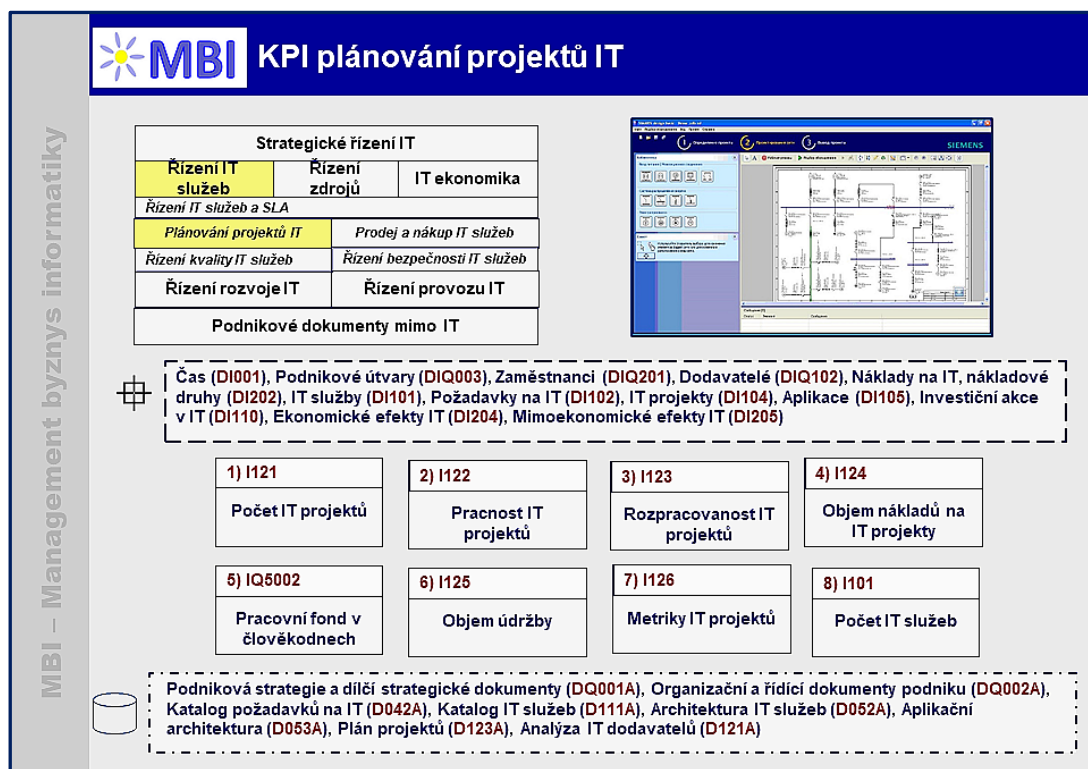 MBI
KPI plánování projektů IT
MBI – Management byznys informatiky
Strategické řízení IT
Řízení IT
služeb
Řízení
zdrojů
IT ekonomika
Řízení IT služeb a SLA
Plánování projektů IT
Prodej a nákup IT služeb
Řízení kvality IT služeb
Řízení bezpečnosti IT služeb
Řízení rozvoje IT
Řízení provozu IT
Podnikové dokumenty mimo IT
SIEMENS
Čas (DI001), Podnikové útvary (DIQ003), Zaměstnanci (DIQ201), Dodavatelé (DIQ102), Náklady na IT, nákladové
druhy (DI202), IT služby (DI101), Požadavky na IT (DI102), IT projekty (DI104), Aplikace (DI105), Investiční akce
v IT (DI110), Ekonomické efekty IT (DI204), Mimoekonomické efekty IT (DI205)
1) I121
Počet IT projektů
2) I122
Pracnost IT
projektů
3) I123
Rozpracovanost IT
projektů
4) I124
Objem nákladů na
IT projekty
5) IQ5002
Pracovní fond v
člověkodnech
6) I125
Objem údržby
7) I126
Metriky IT projektů
8) I101
Počet IT služeb
Podniková strategie a dílčí strategické dokumenty (DQ001A), Organizační a řídící dokumenty podniku (DQ002A),
Katalog požadavků na IT (D042A), Katalog IT služeb (D111A), Architektura IT služeb (D052A), Aplikační
architektura (D053A), Plán projektů (D123A), Analýza IT dodavatelů (D121A)